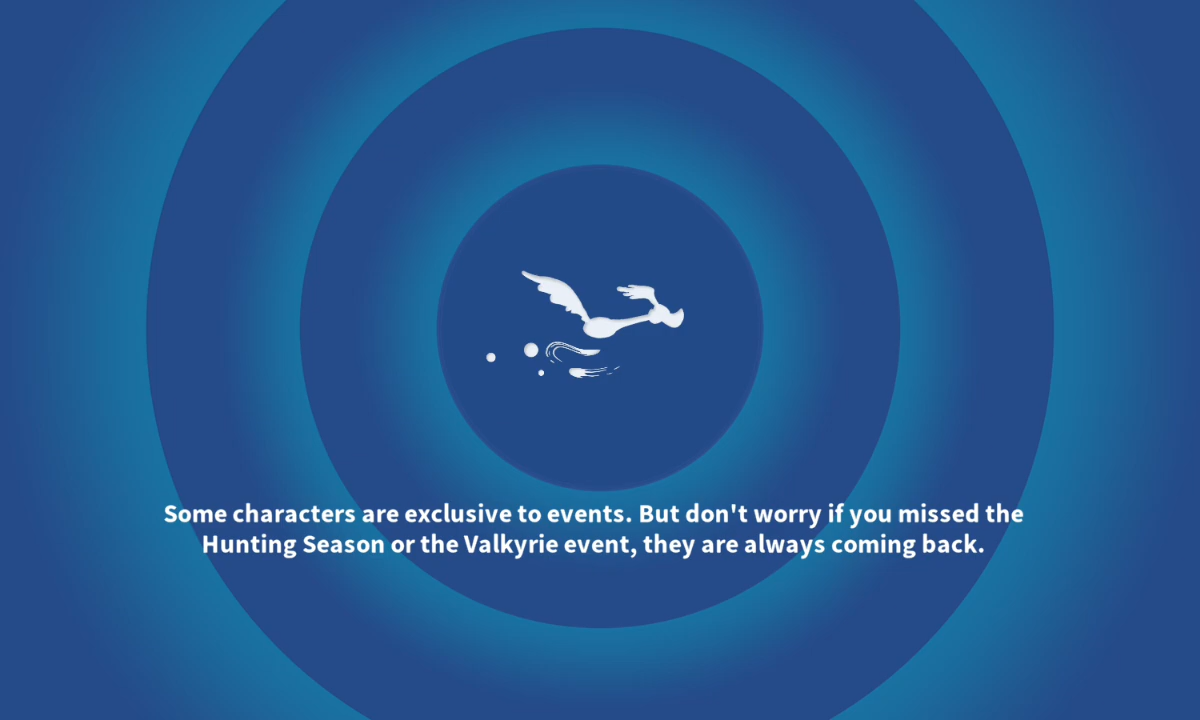 Some characters are exclusive to events. But don't worry if you missed the
Hunting Season or the Valkyrie event, they are always coming back.